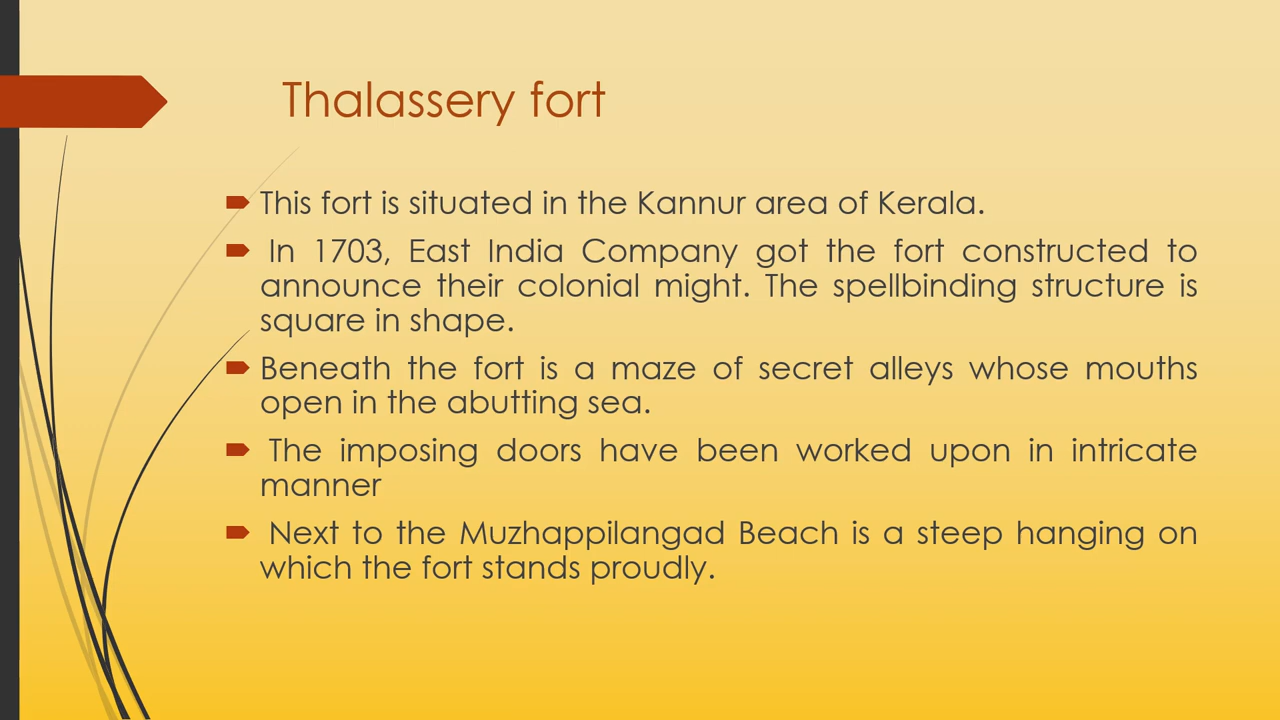 Thalassery fort
This fort is situated in the Kannur area of Kerala.
In 1703, East India Company got the fort constructed to
announce their colonial might. The spellbinding structure is
square in shape.
Beneath the fort is a maze of secret alleys whose mouths
open in the abutting sea.
The imposing doors have been worked upon in intricate
manner
Next to the Muzhappilangad Beach is a steep hanging on
which the fort stands proudly.